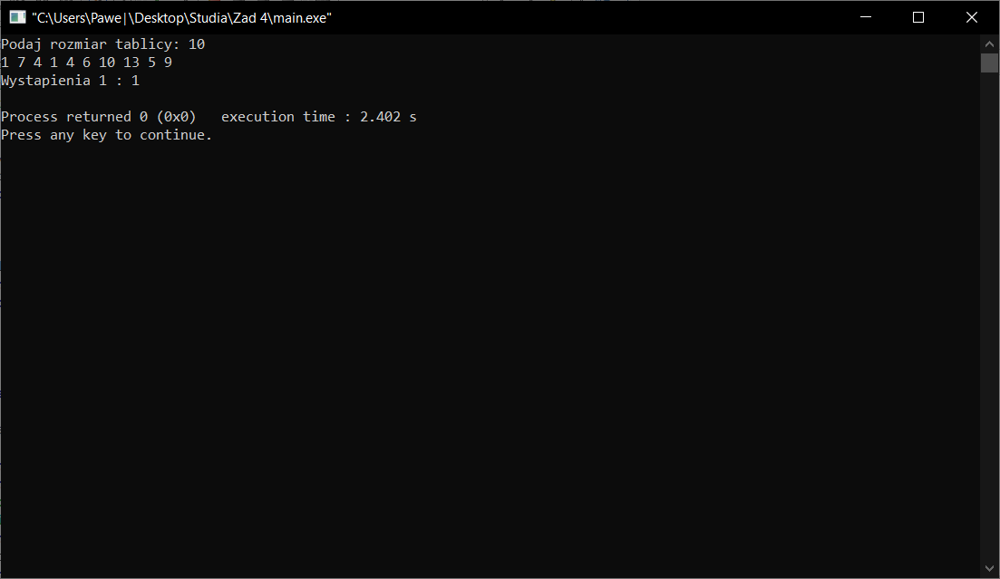 "C:\Users\Pawe|\Desktop\Studia\Zad 4\main.exe"
Podaj rozmiar tablicy: 10
1 7 4 1 4 6 10 13 5 9
Wystapienia 1 : 1
Process returned 0 (0x0)   execution time : 2.402 s
Press any key to continue.